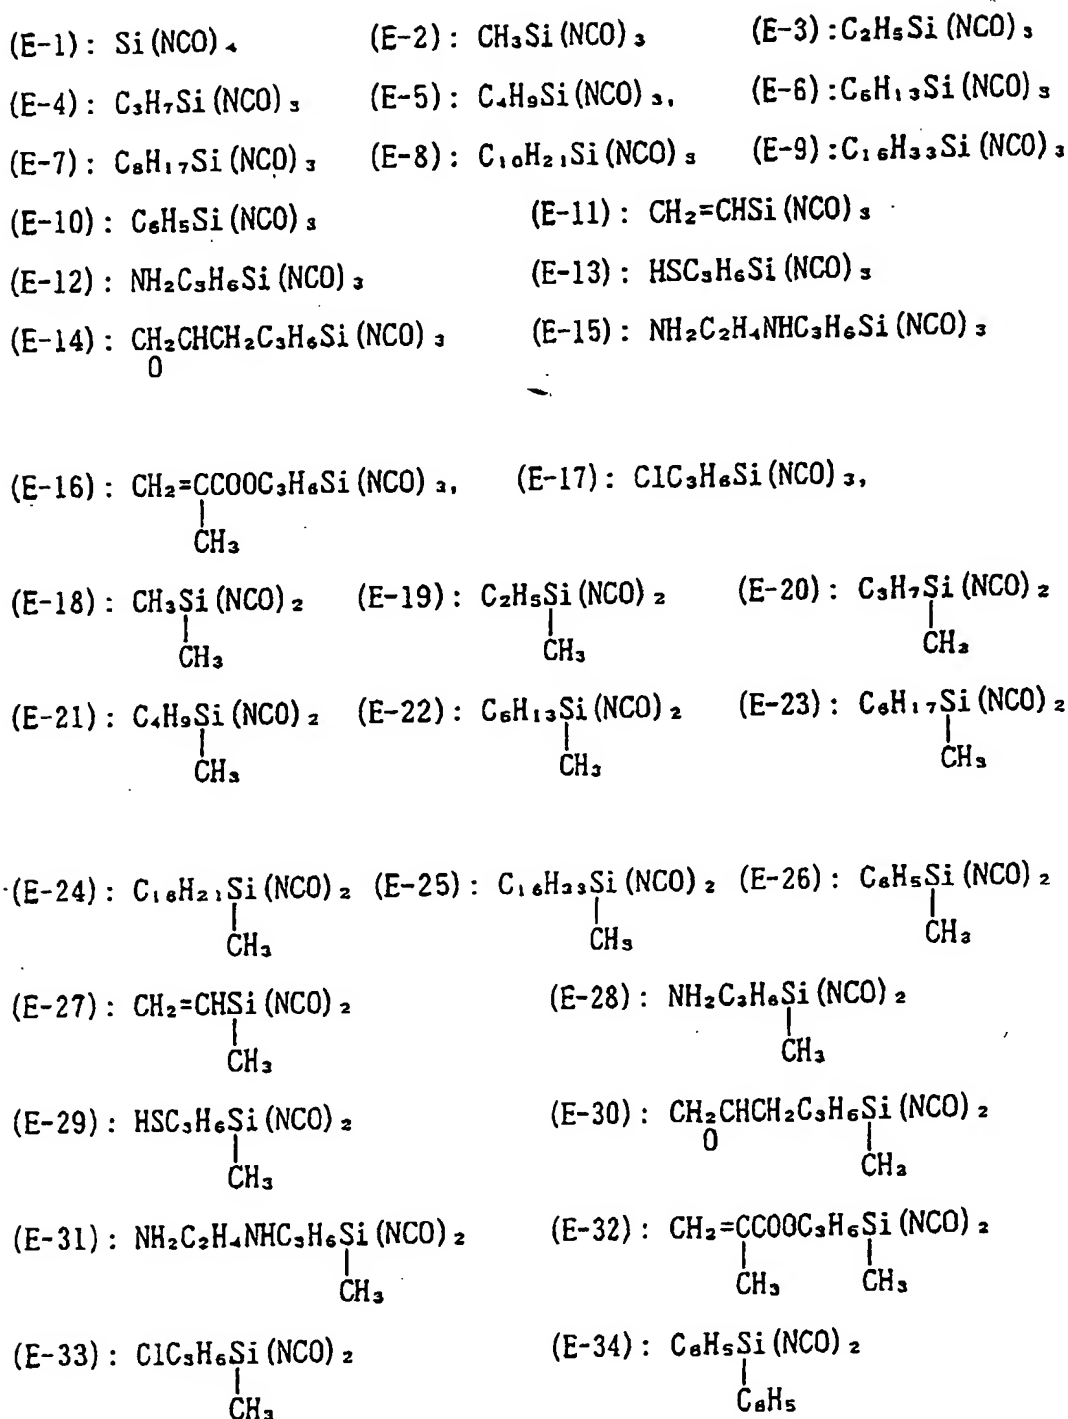 (E-1): Si(NCO)₄ (E-2): CH₃Si(NCO)₃ (E-3):C₂H₅Si(NCO)₃
(E-4): C₃H₇Si(NCO)₃ (E-5): C₄H₉Si(NCO)₃, (E-6):C₆H₁₃Si(NCO)₃
(E-7): C₈H₁₇Si(NCO)₃ (E-8): C₁₀H₂₁Si(NCO)₃ (E-9):C₁₆H₃₃Si(NCO)₃
(E-10): C₆H₅Si(NCO)₃ (E-11): CH₂=CHSi(NCO)₃
(E-12): NH₂C₃H₆Si(NCO)₃ (E-13): HSC₃H₆Si(NCO)₃
(E-14): CH₂CHCH₂C₃H₆Si(NCO)₃ (E-15): NH₂C₂H₄NHC₃H₆Si(NCO)₃
O
(E-16): CH₂=CCOOC₃H₆Si(NCO)₃, (E-17): ClC₃H₆Si(NCO)₃,
CH₃
(E-18): CH₃Si(NCO)₂ (E-19): C₂H₅Si(NCO)₂ (E-20): C₃H₇Si(NCO)₂
CH₃ CH₃ CH₃
(E-21): C₄H₉Si(NCO)₂ (E-22): C₆H₁₃Si(NCO)₂ (E-23): C₈H₁₇Si(NCO)₂
CH₃ CH₃ CH₃
(E-24): C₁₆H₂₁Si(NCO)₂ (E-25): C₁₆H₃₃Si(NCO)₂ (E-26): C₆H₅Si(NCO)₂
CH₃ CH₃ CH₃
(E-27): CH₂=CHSi(NCO)₂ (E-28): NH₂C₃H₆Si(NCO)₂
CH₃ CH₃
(E-29): HSC₃H₆Si(NCO)₂ (E-30): CH₂CHCH₂C₃H₆Si(NCO)₂
CH₃ O CH₃
(E-31): NH₂C₂H₄NHC₃H₆Si(NCO)₂ (E-32): CH₂=CCOOC₃H₆Si(NCO)₂
CH₃ CH₃ CH₃
(E-33): ClC₃H₆Si(NCO)₂ (E-34): C₆H₅Si(NCO)₂
CH₃ C₆H₅